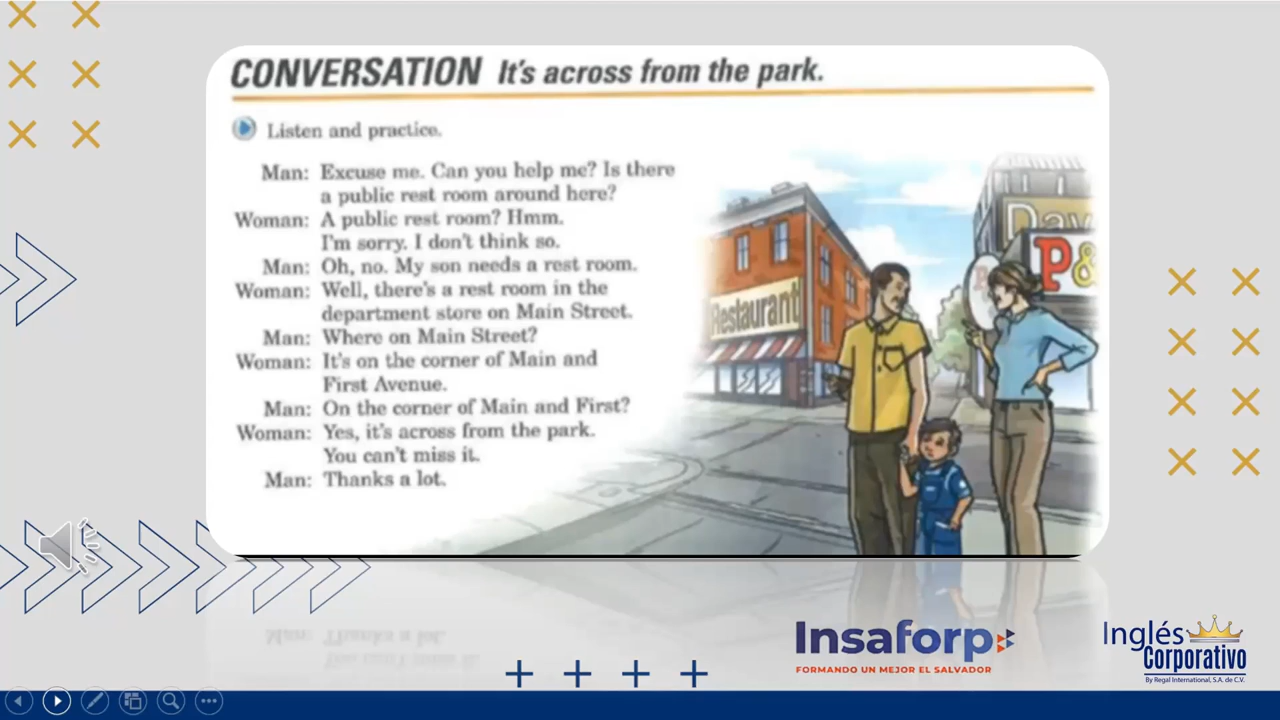 CONVERSATION It's across from the park.
Listen and practice.
Man: Excuse me. Can you help me? Is there
a public rest room around here?
Woman: A public rest room? Hmm.
I'm sorry. I don't think so.
Man: Oh, no. My son needs a rest room.
Woman: Well, there's a rest room in the
department store on Main Street.
Man: Where on Main Street?
Woman: It's on the corner of Main and
First Avenue.
Man: On the corner of Main and First?
Woman: Yes, it's across from the park.
You can't miss it.
Man: Thanks a lot.
Restaurant
Dav
P&
Insaforp
FORMANDO UN MEJOR EL SALVADOR
Inglés
Corporativo
By Regal International, S.A. de C.V.